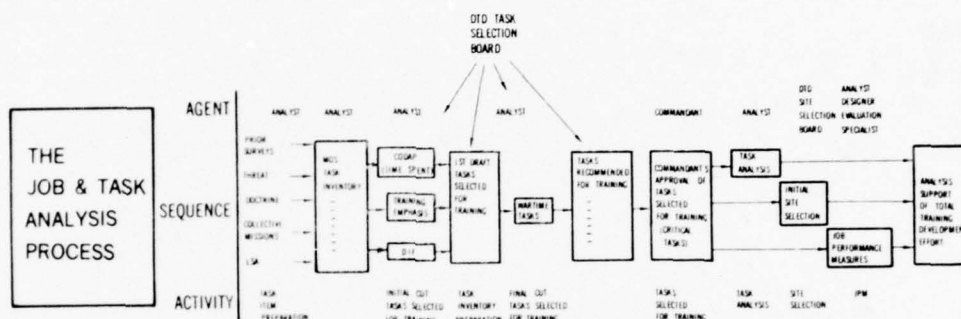 DTD TASK
SELECTION
BOARD
THE
JOB & TASK
ANALYSIS
PROCESS
AGENT
ANALYST
ANALYST
ANALYST
ANALYST
COMMANDANT
ANALYST
DTD
SITE
SELECTION
BOARD
ANALYST
DESIGNER
EVALUATION
SPECIALIST
SEQUENCE
PRIOR
SURVEYS
THREAT
DOCTRINE
COLLECTIVE
MISSIONS
LSA
MOS
TASK
INVENTORY
CODAP
(TIME SPENT)
TRAINING
EMPHASIS
DIF
1ST DRAFT
TASKS
SELECTED
FOR
TRAINING
WARTIME
TASKS
TASKS
RECOMMENDED
FOR TRAINING
COMMANDANT'S
APPROVAL OF
TASKS
SELECTED
FOR TRAINING
(CRITICAL
TASKS)
TASK
ANALYSIS
INITIAL
SITE
SELECTION
JOB
PERFORMANCE
MEASURES
ANALYSIS
SUPPORT
OF TOTAL
TRAINING
DEVELOPMENT
EFFORT
ACTIVITY
TASK
ITEM
PREPARATION
INITIAL CUT
TASKS SELECTED
FOR TRAINING
TASK
INVENTORY
PREPARATION
FINAL CUT
TASKS SELECTED
FOR TRAINING
TASKS
SELECTED
FOR TRAINING
TASK
ANALYSIS
SITE
SELECTION
JPM